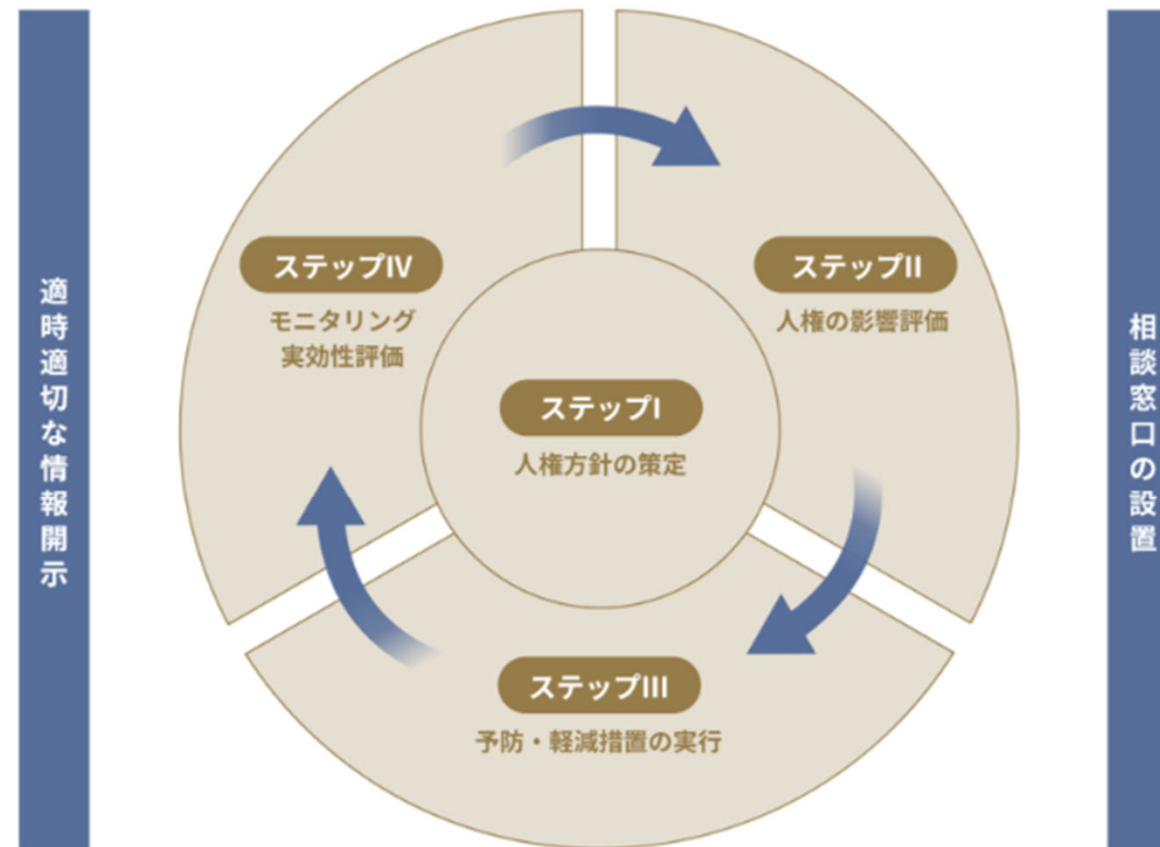 適時適切な情報開示
ステップIV
モニタリング
実効性評価
ステップII
人権の影響評価
ステップI
人権方針の策定
ステップIII
予防・軽減措置の実行
相談窓口の設置